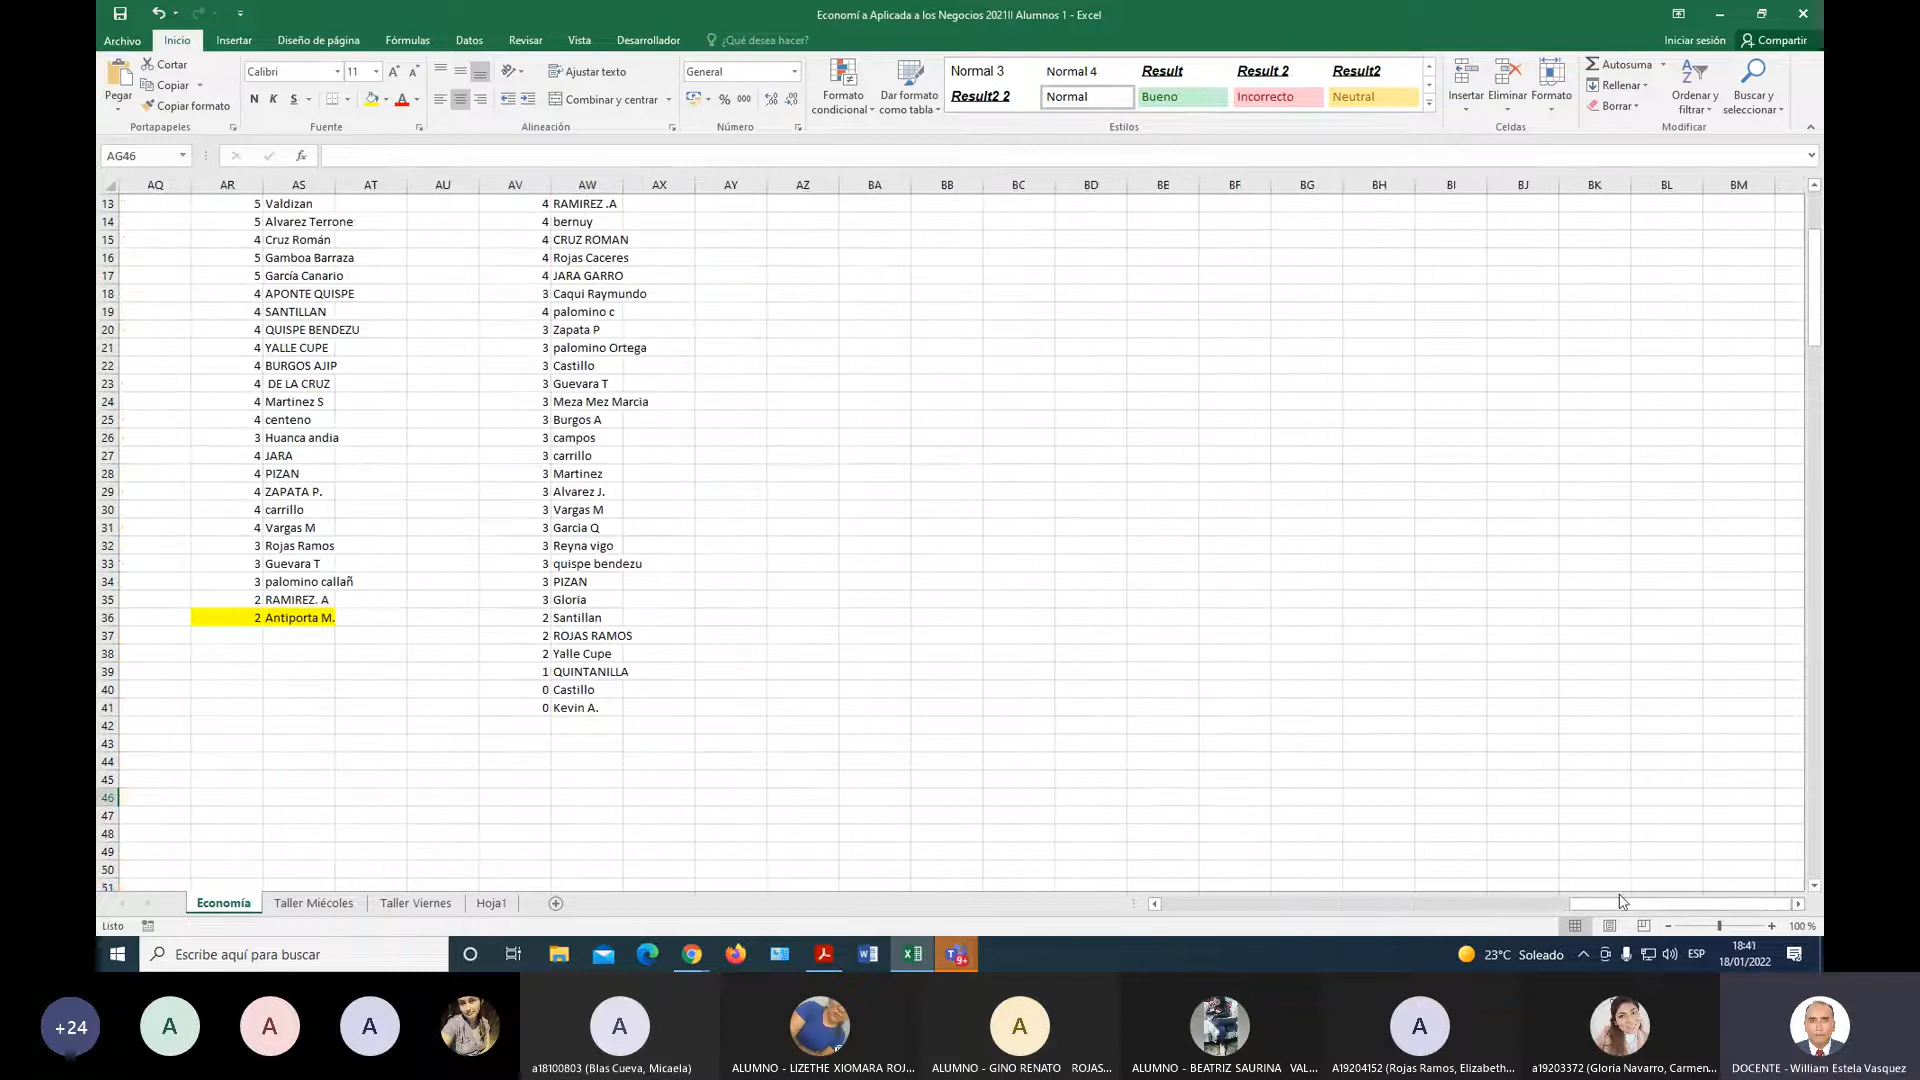 Economí a Aplicada a los Negocios 2021II Alumnos 1 - Excel
Archivo Inicio Insertar Diseño de página Fórmulas Datos Revisar Vista Desarrollador ¿Qué desea hacer? Iniciar sesión Compartir
Pegar Cortar Copiar Copiar formato
Calibri 11 N K S
Ajustar texto
Combinar y centrar
General
% 000
Formato condicional
Dar formato como tabla
Normal 3 Normal 4 Result Result 2 Result2
Result2 2 Normal Bueno Incorrecto Neutral
Insertar Eliminar Formato
Autosuma
Rellenar
Borrar
Ordenar y filtrar
Buscar y seleccionar
Portapapeles Fuente Alineación Número Estilos Celdas Modificar
AG46 fx
AQ AR AS AT AU AV AW AX AY AZ BA BB BC BD BE BF BG BH BI BJ BK BL BM
13 5 Valdizan 4 RAMIREZ .A
14 5 Alvarez Terrone 4 bernuy
15 4 Cruz Román 4 CRUZ ROMAN
16 5 Gamboa Barraza 4 Rojas Caceres
17 5 García Canario 4 JARA GARRO
18 4 APONTE QUISPE 3 Caqui Raymundo
19 4 SANTILLAN 4 palomino c
20 4 QUISPE BENDEZU 3 Zapata P
21 4 YALLE CUPE 3 palomino Ortega
22 4 BURGOS AJIP 3 Castillo
23 4 DE LA CRUZ 3 Guevara T
24 4 Martinez S 3 Meza Mez Marcia
25 4 centeno 3 Burgos A
26 3 Huanca andia 3 campos
27 4 JARA 3 carrillo
28 4 PIZAN 3 Martinez
29 4 ZAPATA P. 3 Alvarez J.
30 4 carrillo 3 Vargas M
31 4 Vargas M 3 Garcia Q
32 3 Rojas Ramos 3 Reyna vigo
33 3 Guevara T 3 quispe bendezu
34 3 palomino callañ 3 PIZAN
35 2 RAMIREZ. A 3 Gloria
36 2 Antiporta M. 2 Santillan
37 2 ROJAS RAMOS
38 2 Yalle Cupe
39 1 QUINTANILLA
40 0 Castillo
41 0 Kevin A.
42
43
44
45
46
47
48
49
50
51
Economía Taller Miécoles Taller Viernes Hoja1
Listo 100 %
Escribe aquí para buscar 9+ 23°C Soleado ESP 18:41
18/01/2022
+24 A A A A A A
a18100803 (Blas Cueva, Micaela) ALUMNO - LIZETHE XIOMARA ROJ... ALUMNO - GINO RENATO ROJAS... ALUMNO - BEATRIZ SAURINA VAL... A19204152 (Rojas Ramos, Elizabeth... a19203372 (Gloria Navarro, Carmen... DOCENTE - William Estela Vasquez